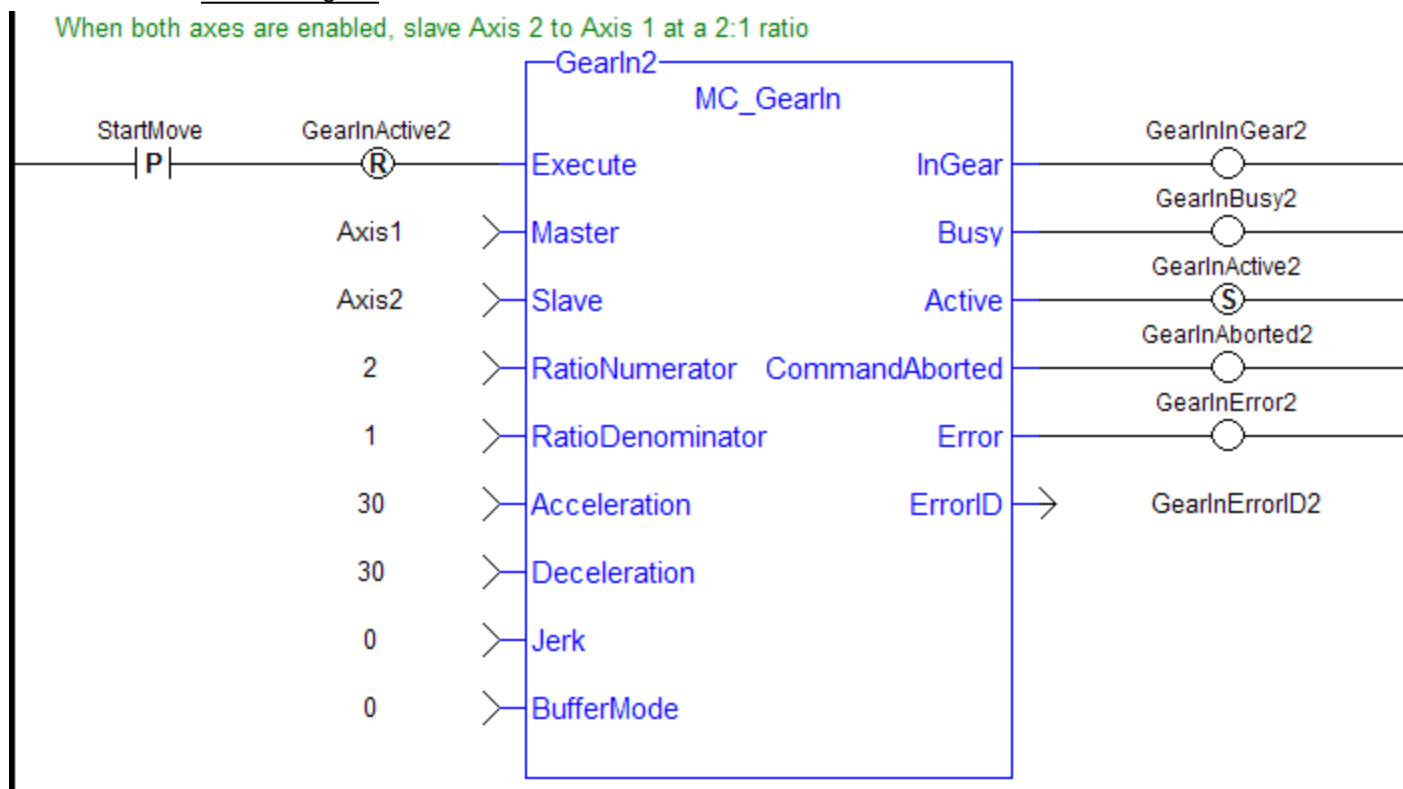 When both axes are enabled, slave Axis 2 to Axis 1 at a 2:1 ratio
GearIn2
MC_GearIn
StartMove GearInActive2 GearInInGear2
P R Execute InGear
GearInBusy2
Axis1 Master Busy
GearInActive2
Axis2 Slave Active S
GearInAborted2
2 RatioNumerator CommandAborted
GearInError2
1 RatioDenominator Error
30 Acceleration ErrorID GearInErrorID2
30 Deceleration
0 Jerk
0 BufferMode